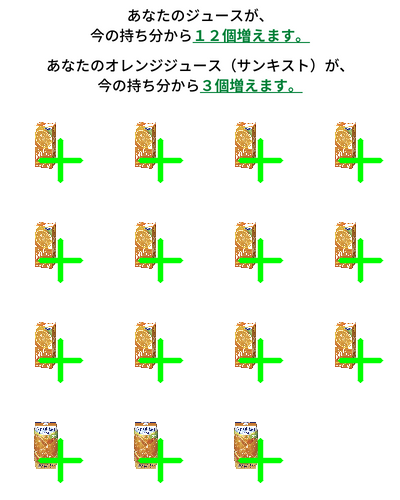 あなたのジュースが、
今の持ち分から１２個増えます。
あなたのオレンジジュース（サンキスト）が、
今の持ち分から３個増えます。